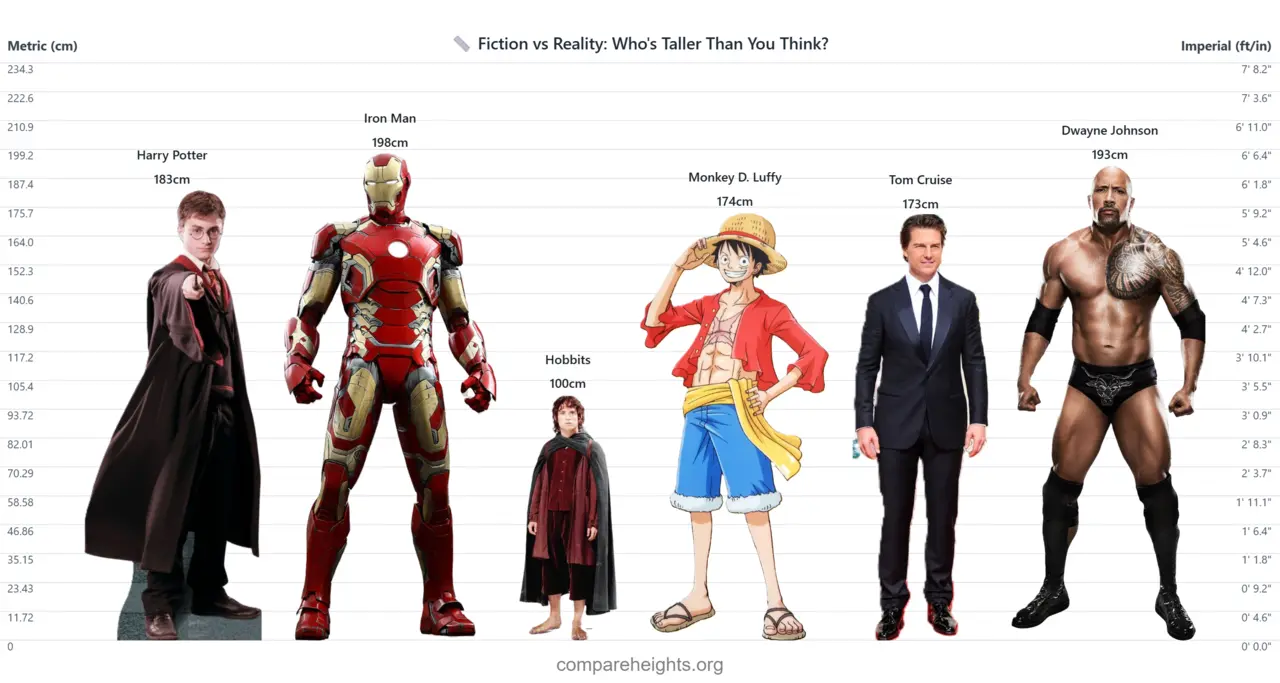 Fiction vs Reality: Who's Taller Than You Think?
Metric (cm)
Imperial (ft/in)
234.3
7' 8.2"
222.6
7' 3.6"
210.9
6' 11.0"
199.2
6' 6.4"
187.4
6' 1.8"
175.7
5' 9.2"
164.0
5' 4.6"
152.3
4' 12.0"
140.6
4' 7.3"
128.9
4' 2.7"
117.2
3' 10.1"
105.4
3' 5.5"
93.72
3' 0.9"
82.01
2' 8.3"
70.29
2' 3.7"
58.58
1' 11.1"
46.86
1' 6.4"
35.15
1' 1.8"
23.43
0' 9.2"
11.72
0' 4.6"
0
0' 0.0"
Harry Potter
183cm
Iron Man
198cm
Hobbits
100cm
Monkey D. Luffy
174cm
Tom Cruise
173cm
Dwayne Johnson
193cm
compareheights.org